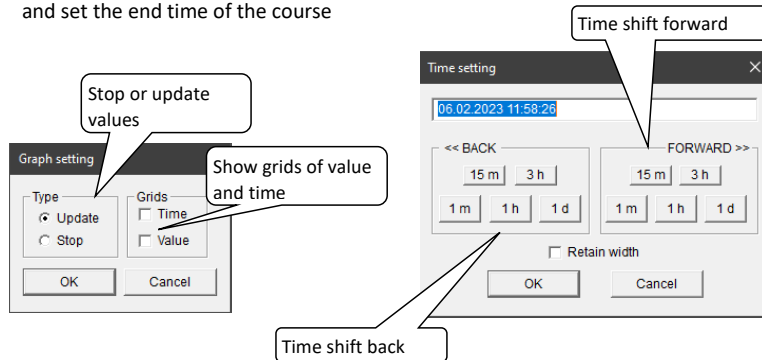 and set the end time of the course
Time shift forward
Time setting
06.02.2023 11:58:26
<< BACK
15 m 3 h
1 m 1 h 1 d
FORWARD >>
15 m 3 h
1 m 1 h 1 d
Retain width
OK Cancel
Time shift back
Stop or update
values
Graph setting
Show grids of value
and time
Type
Update
Stop
Grids
Time
Value
OK Cancel